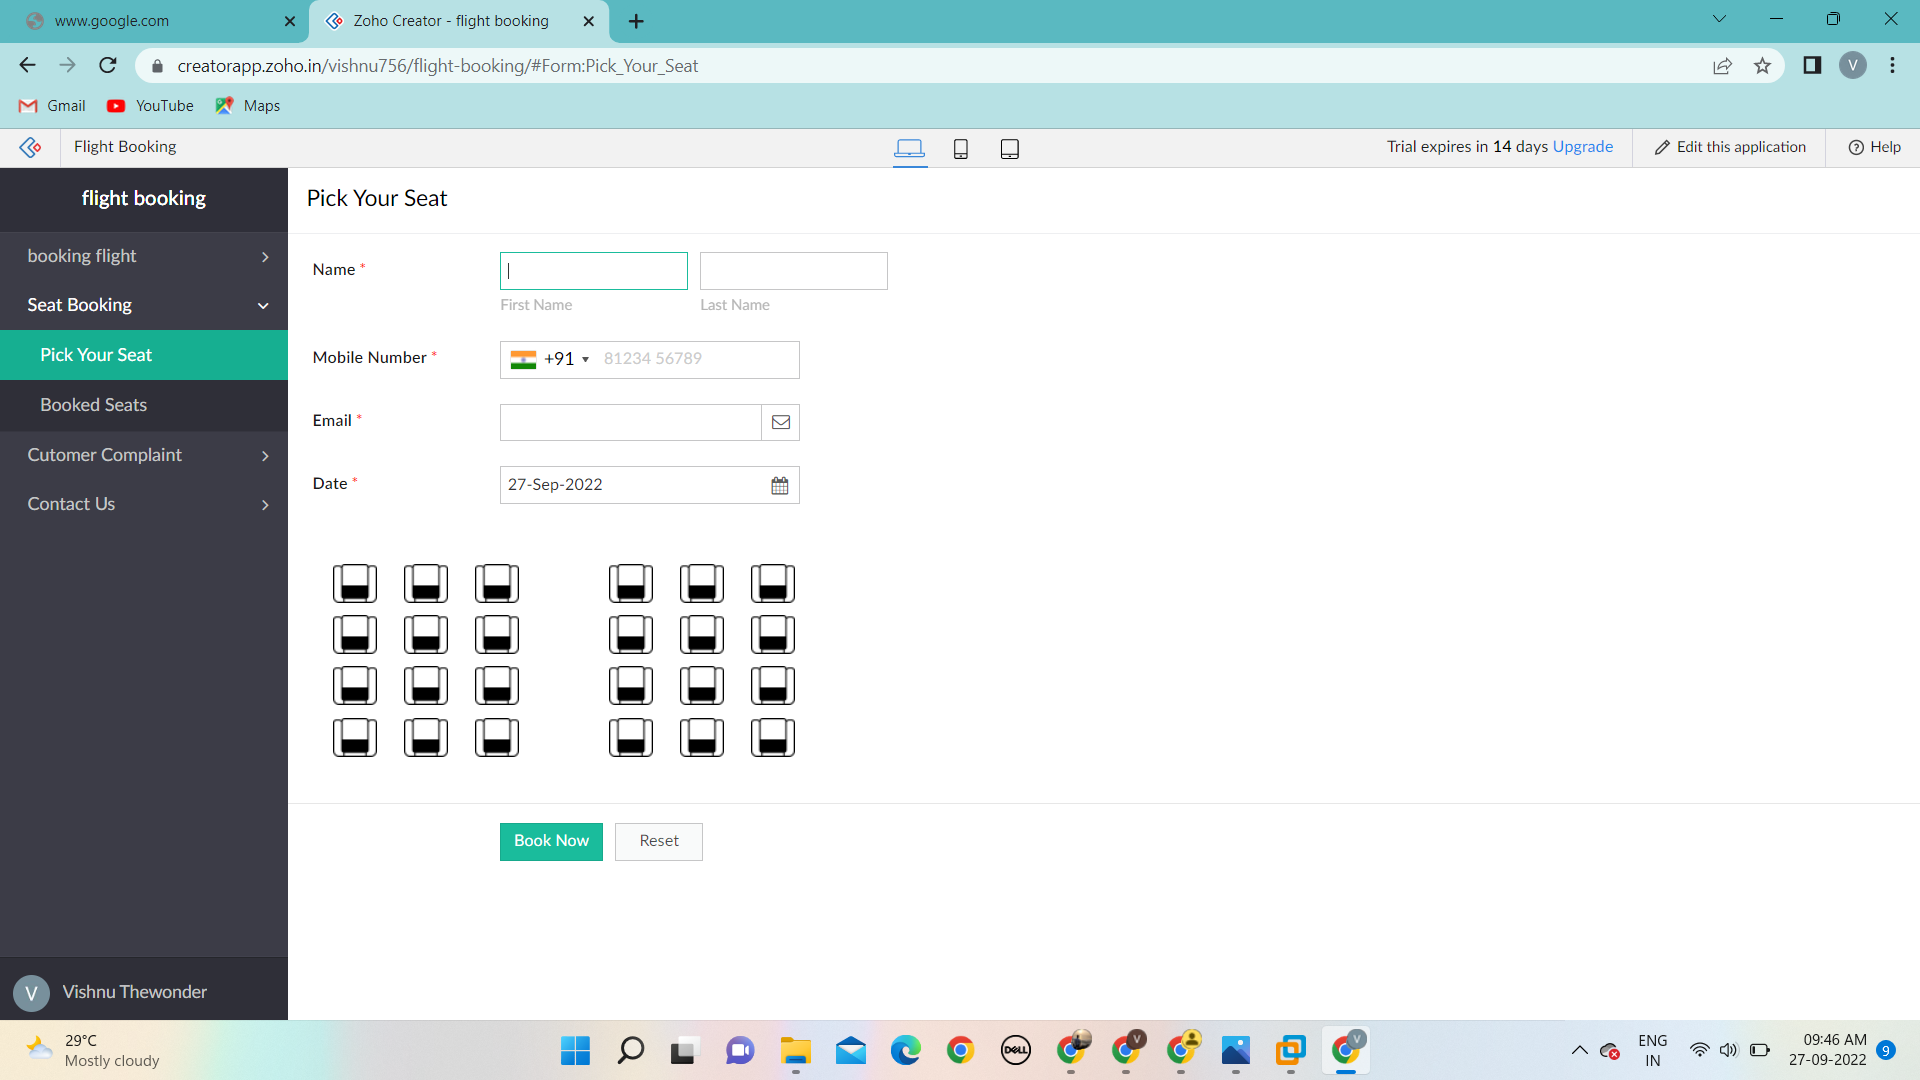 www.google.com
Zoho Creator - flight booking
creatorapp.zoho.in/vishnu756/flight-booking/#Form:Pick_Your_Seat
V
Gmail
YouTube
Maps
Flight Booking
Trial expires in 14 days Upgrade
Edit this application
Help
flight booking
booking flight
Seat Booking
Pick Your Seat
Booked Seats
Cutomer Complaint
Contact Us
V
Vishnu Thewonder
Pick Your Seat
Name *
First Name
Last Name
Mobile Number *
+91
81234 56789
Email *
Date *
27-Sep-2022
Book Now
Reset
29°C
Mostly cloudy
DELL
V
V
ENG
IN
09:46 AM
27-09-2022
9